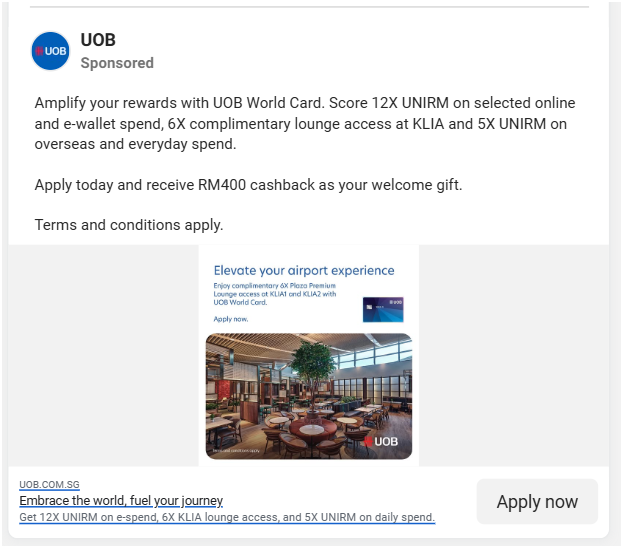 UOB
UOB
Sponsored
Amplify your rewards with UOB World Card. Score 12X UNIRM on selected online
and e-wallet spend, 6X complimentary lounge access at KLIA and 5X UNIRM on
overseas and everyday spend.
Apply today and receive RM400 cashback as your welcome gift.
Terms and conditions apply.
Elevate your airport experience
Enjoy complimentary 6X Plaza Premium
Lounge access at KLIA1 and KLIA2 with
UOB World Card.
Apply now.
UOB
UOB
UOB.COM.SG
Embrace the world, fuel your journey
Get 12X UNIRM on e-spend, 6X KLIA lounge access, and 5X UNIRM on daily spend.
Apply now